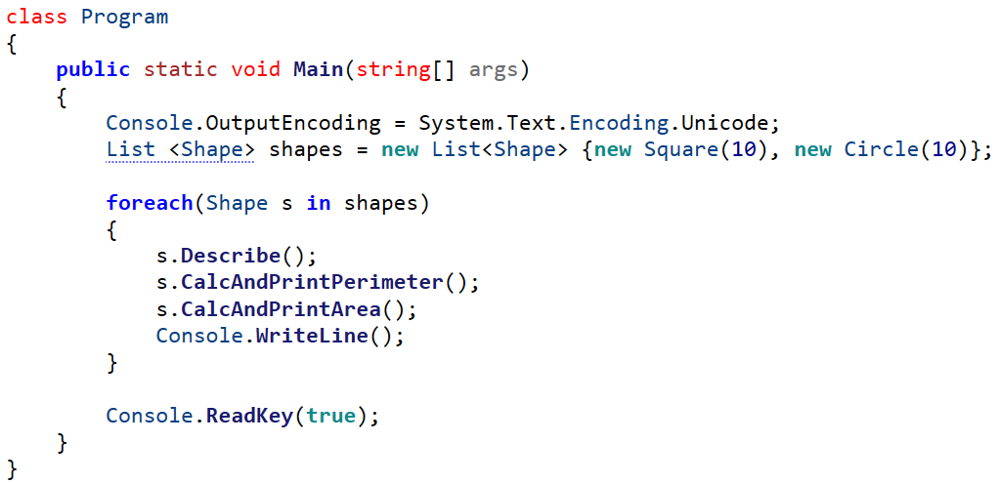 class Program
{
    public static void Main(string[] args)
    {
        Console.OutputEncoding = System.Text.Encoding.Unicode;
        List <Shape> shapes = new List<Shape> {new Square(10), new Circle(10)};

        foreach(Shape s in shapes)
        {
            s.Describe();
            s.CalcAndPrintPerimeter();
            s.CalcAndPrintArea();
            Console.WriteLine();
        }

        Console.ReadKey(true);
    }
}